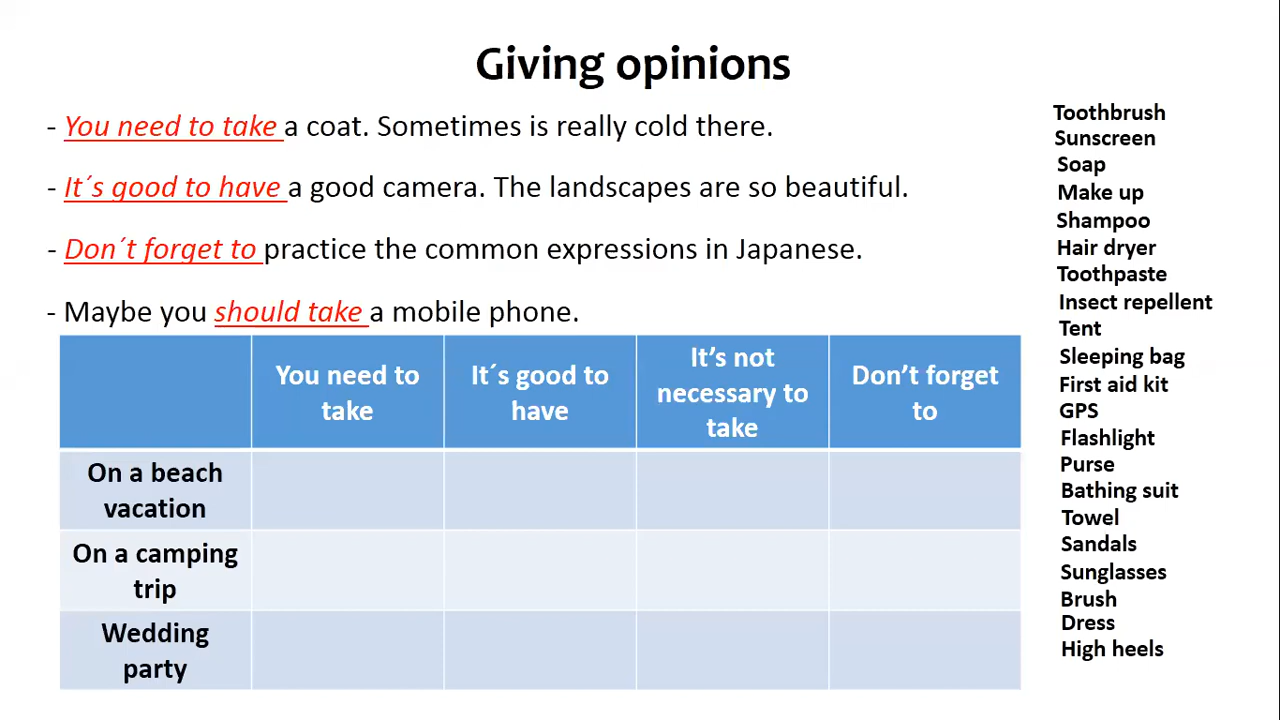 Giving opinions
- You need to take a coat. Sometimes is really cold there.
- It´s good to have a good camera. The landscapes are so beautiful.
- Don´t forget to practice the common expressions in Japanese.
- Maybe you should take a mobile phone.
You need to
take
It´s good to
have
It's not
necessary to
take
Don't forget
to
On a beach
vacation
On a camping
trip
Wedding
party
Toothbrush
Sunscreen
Soap
Make up
Shampoo
Hair dryer
Toothpaste
Insect repellent
Tent
Sleeping bag
First aid kit
GPS
Flashlight
Purse
Bathing suit
Towel
Sandals
Sunglasses
Brush
Dress
High heels